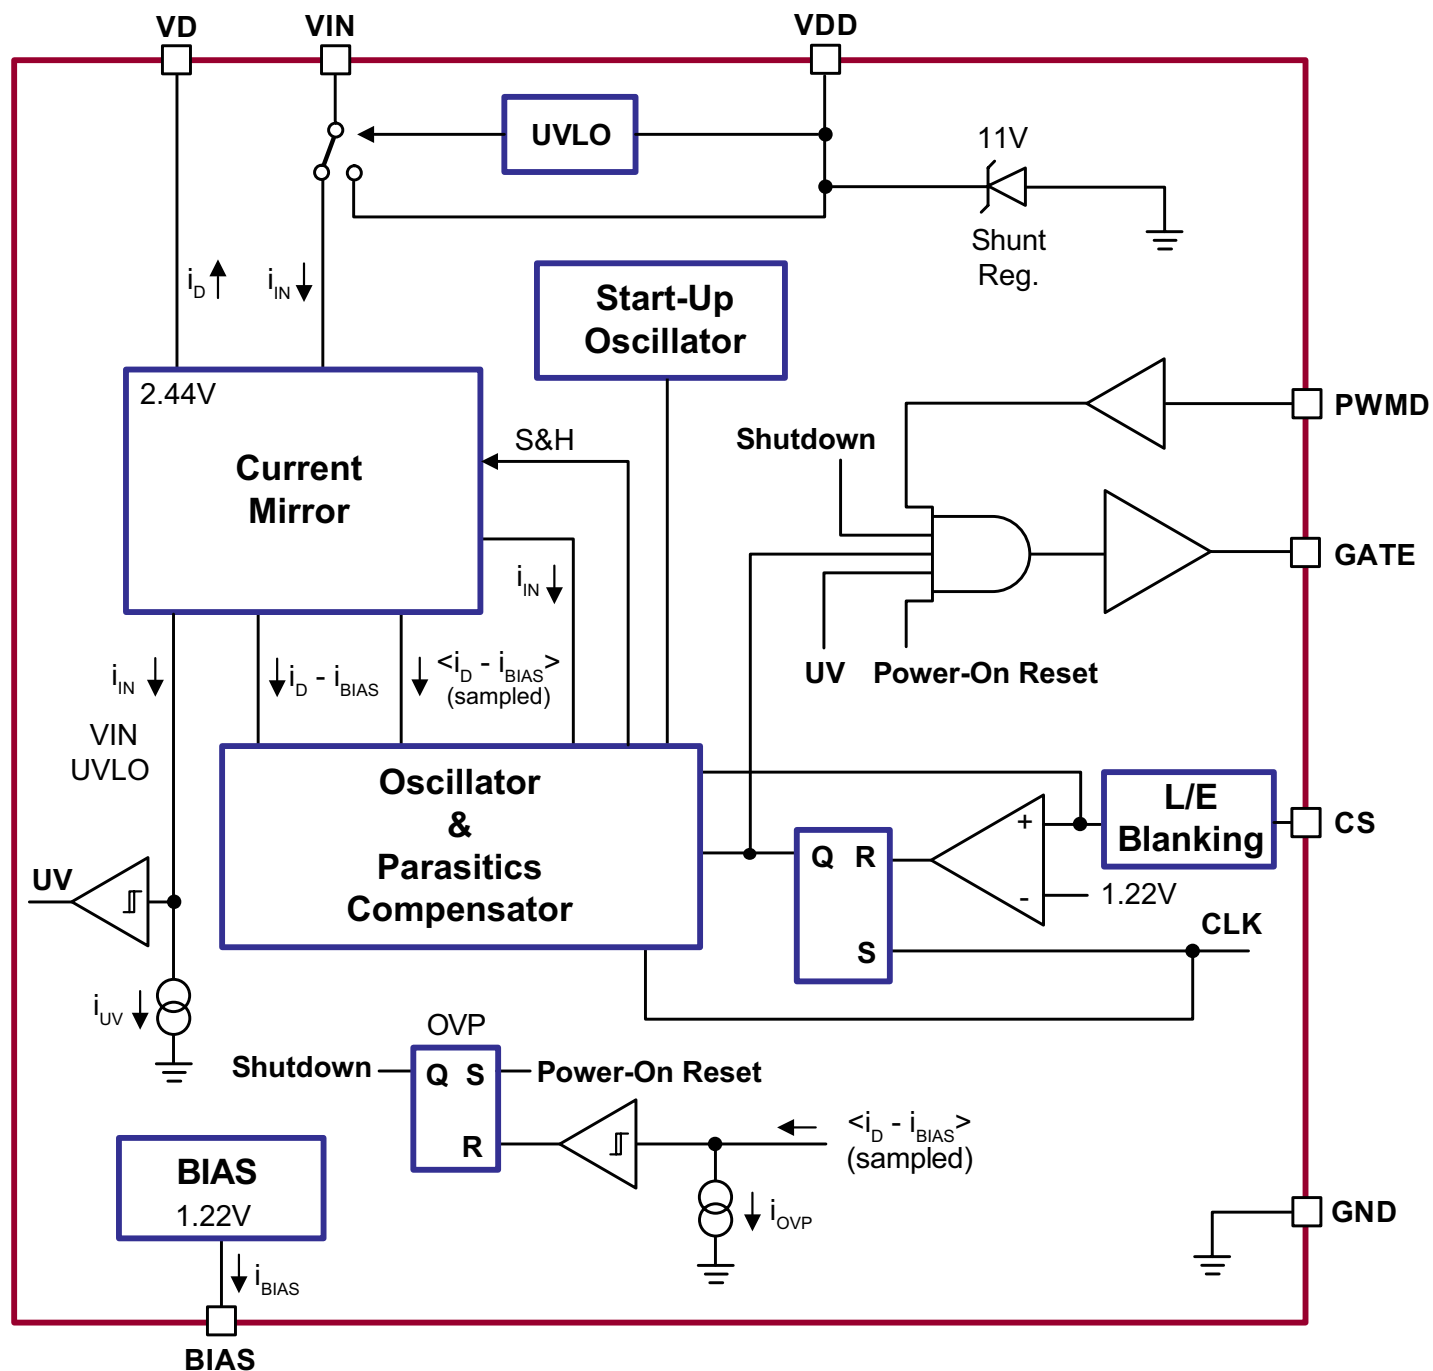 VD
VIN
VDD
UVLO
11V
Shunt
Reg.
iD
iIN
Start-Up
Oscillator
2.44V
Current
Mirror
S&H
PWMD
Shutdown
GATE
iIN
UV
Power-On Reset
iIN
iD - iBIAS
<iD - iBIAS>
(sampled)
VIN
UVLO
Oscillator
&
Parasitics
Compensator
L/E
Blanking
CS
+
-
1.22V
Q R
S
CLK
UV
iUV
OVP
Shutdown
Q S
R
Power-On Reset
<iD - iBIAS>
(sampled)
iOVP
BIAS
1.22V
iBIAS
GND
BIAS